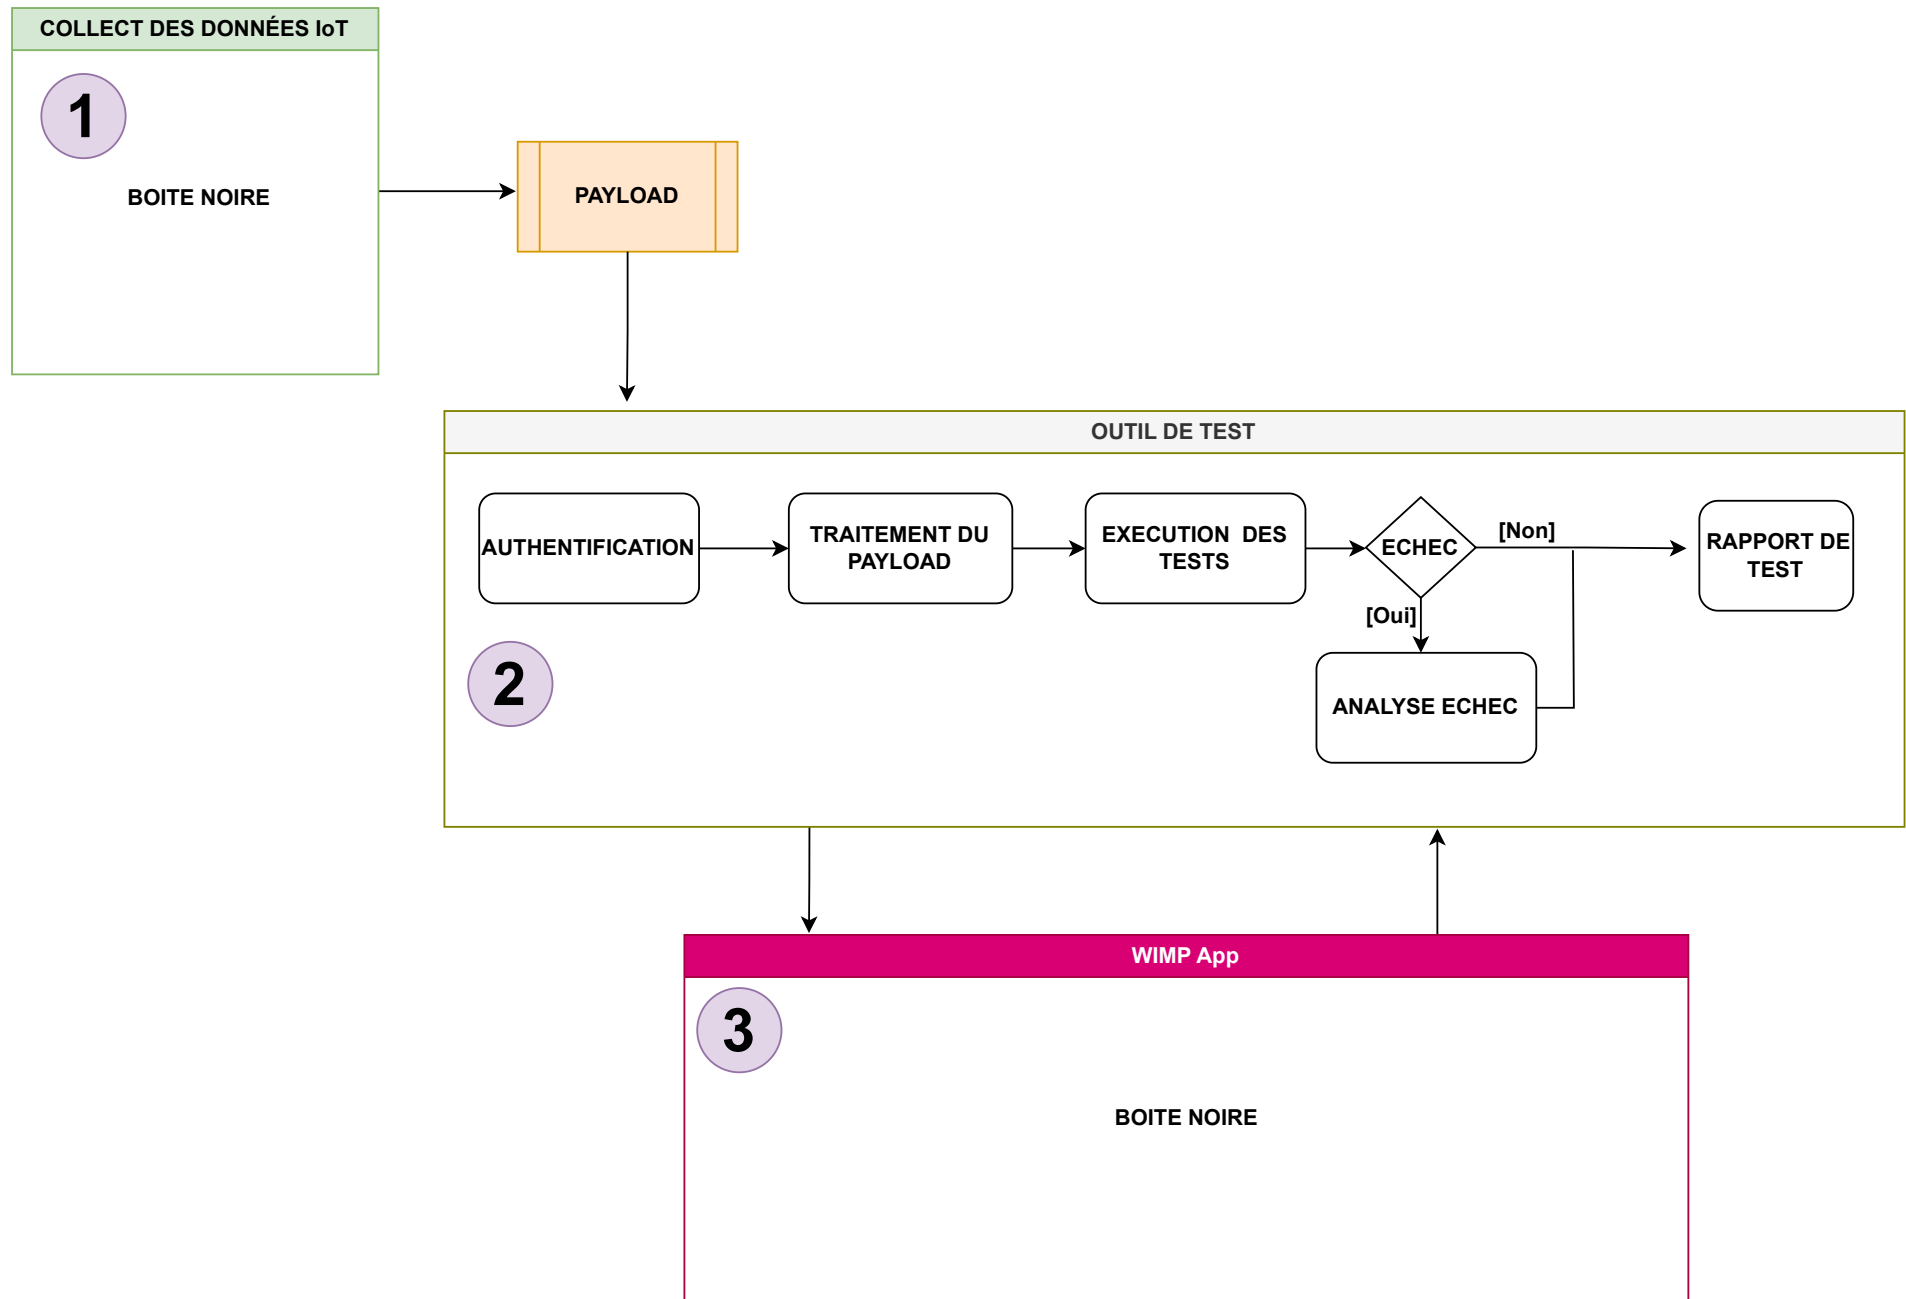 COLLECT DES DONNÉES IoT
1
BOITE NOIRE
PAYLOAD
OUTIL DE TEST
AUTHENTIFICATION
TRAITEMENT DU
PAYLOAD
EXECUTION DES
TESTS
ECHEC
[Non]
RAPPORT DE
TEST
[Oui]
2
ANALYSE ECHEC
WIMP App
3
BOITE NOIRE